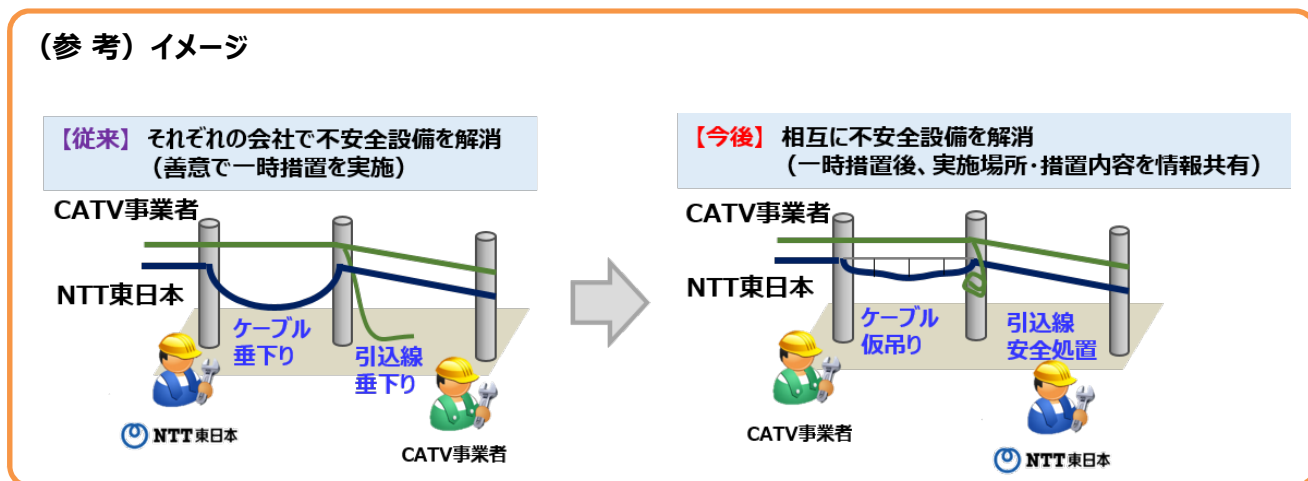 （参 考）イメージ
【従来】 それぞれの会社で不安全設備を解消
（善意で一時措置を実施）
CATV事業者
NTT東日本
ケーブル
垂下り
引込線
垂下り
NTT東日本
CATV事業者
【今後】 相互に不安全設備を解消
（一時措置後、実施場所・措置内容を情報共有）
CATV事業者
NTT東日本
ケーブル
仮吊り
引込線
安全処置
CATV事業者
NTT東日本